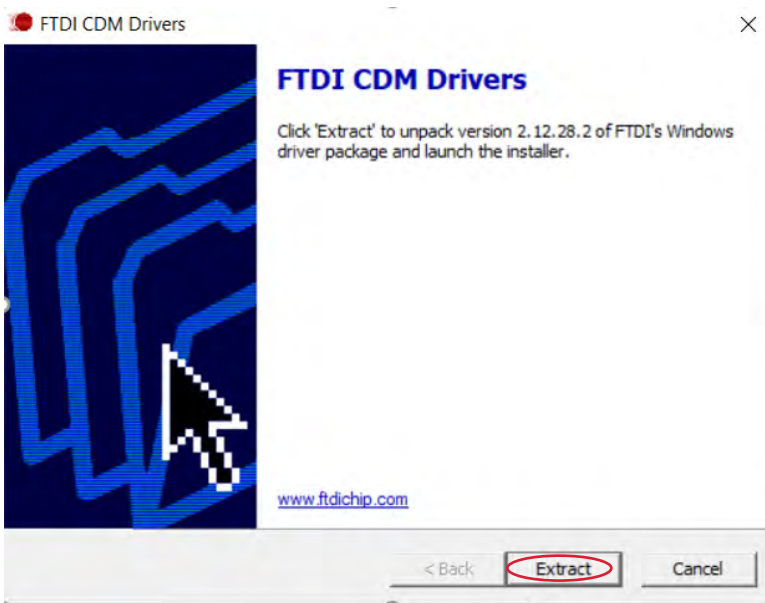 FTDI CDM Drivers
FTDI CDM Drivers
Click 'Extract' to unpack version 2.12.28.2 of FTDI's Windows
driver package and launch the installer.
www.ftdichip.com
< Back Extract Cancel